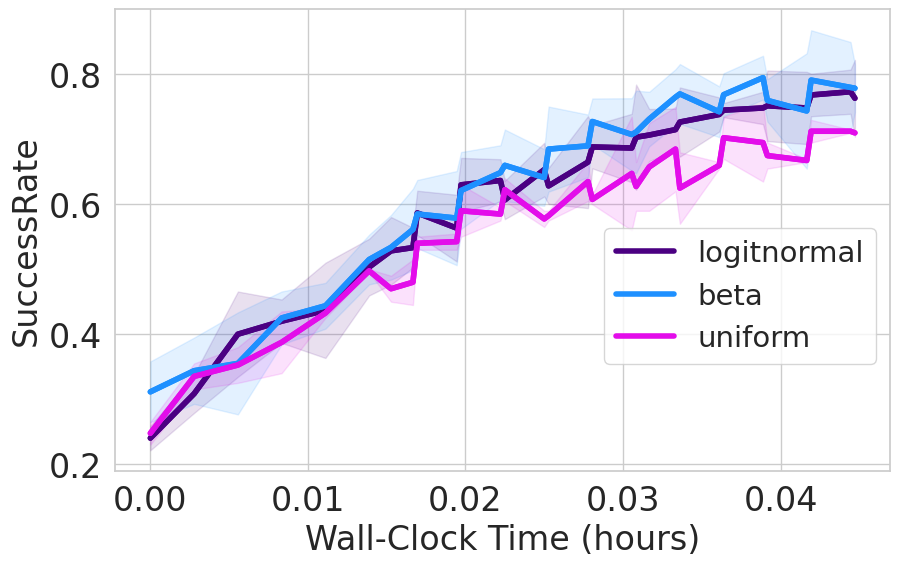 0.8
0.6
0.4
0.2
SuccessRate
logitnormal
beta
uniform
0.00 0.01 0.02 0.03 0.04
Wall-Clock Time (hours)